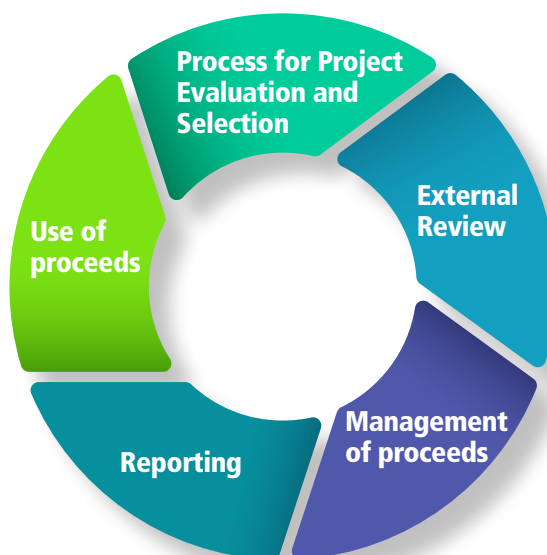 Process for Project
Evaluation and
Selection
External
Review
Use of
proceeds
Management
of proceeds
Reporting